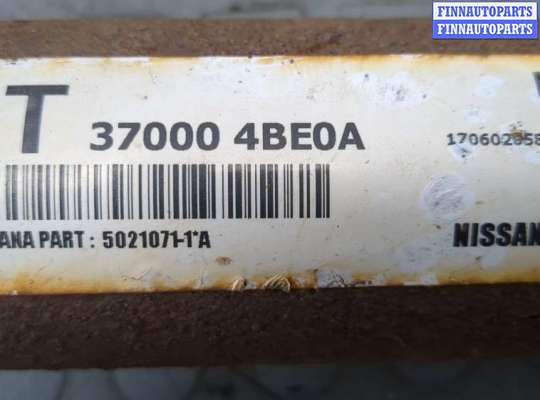 FINNAUTOPARTS
FINNAUTOPARTS
T 37000 4BE0A
ANA PART : 5021071-1*A
NISSAN